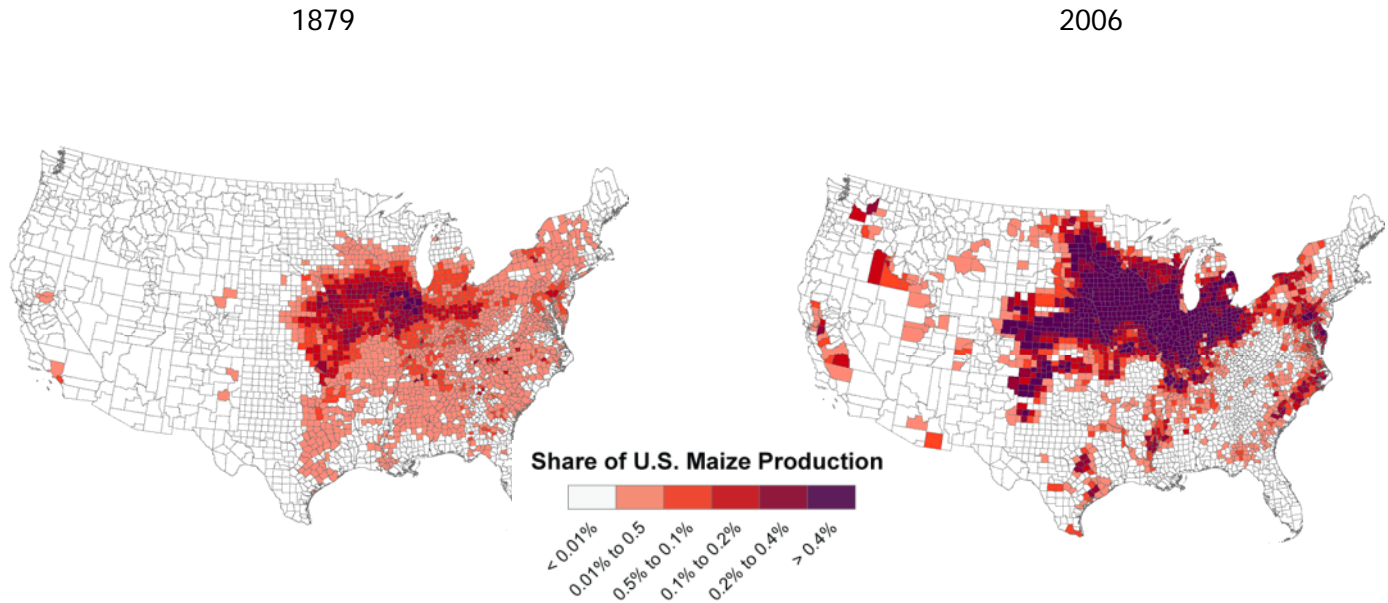 1879
2006
Share of U.S. Maize Production
< 0.01%
0.01% to 0.5
0.5% to 0.1%
0.1% to 0.2%
0.2% to 0.4%
> 0.4%